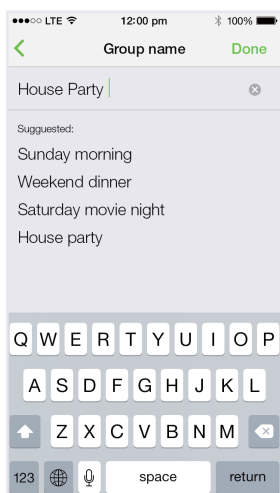 LTE 12:00 pm 100%
Group name Done
House Party
Sugguested:
Sunday morning
Weekend dinner
Saturday movie night
House party
Q W E R T Y U I O P
A S D F G H J K L
Z X C V B N M
123 space return